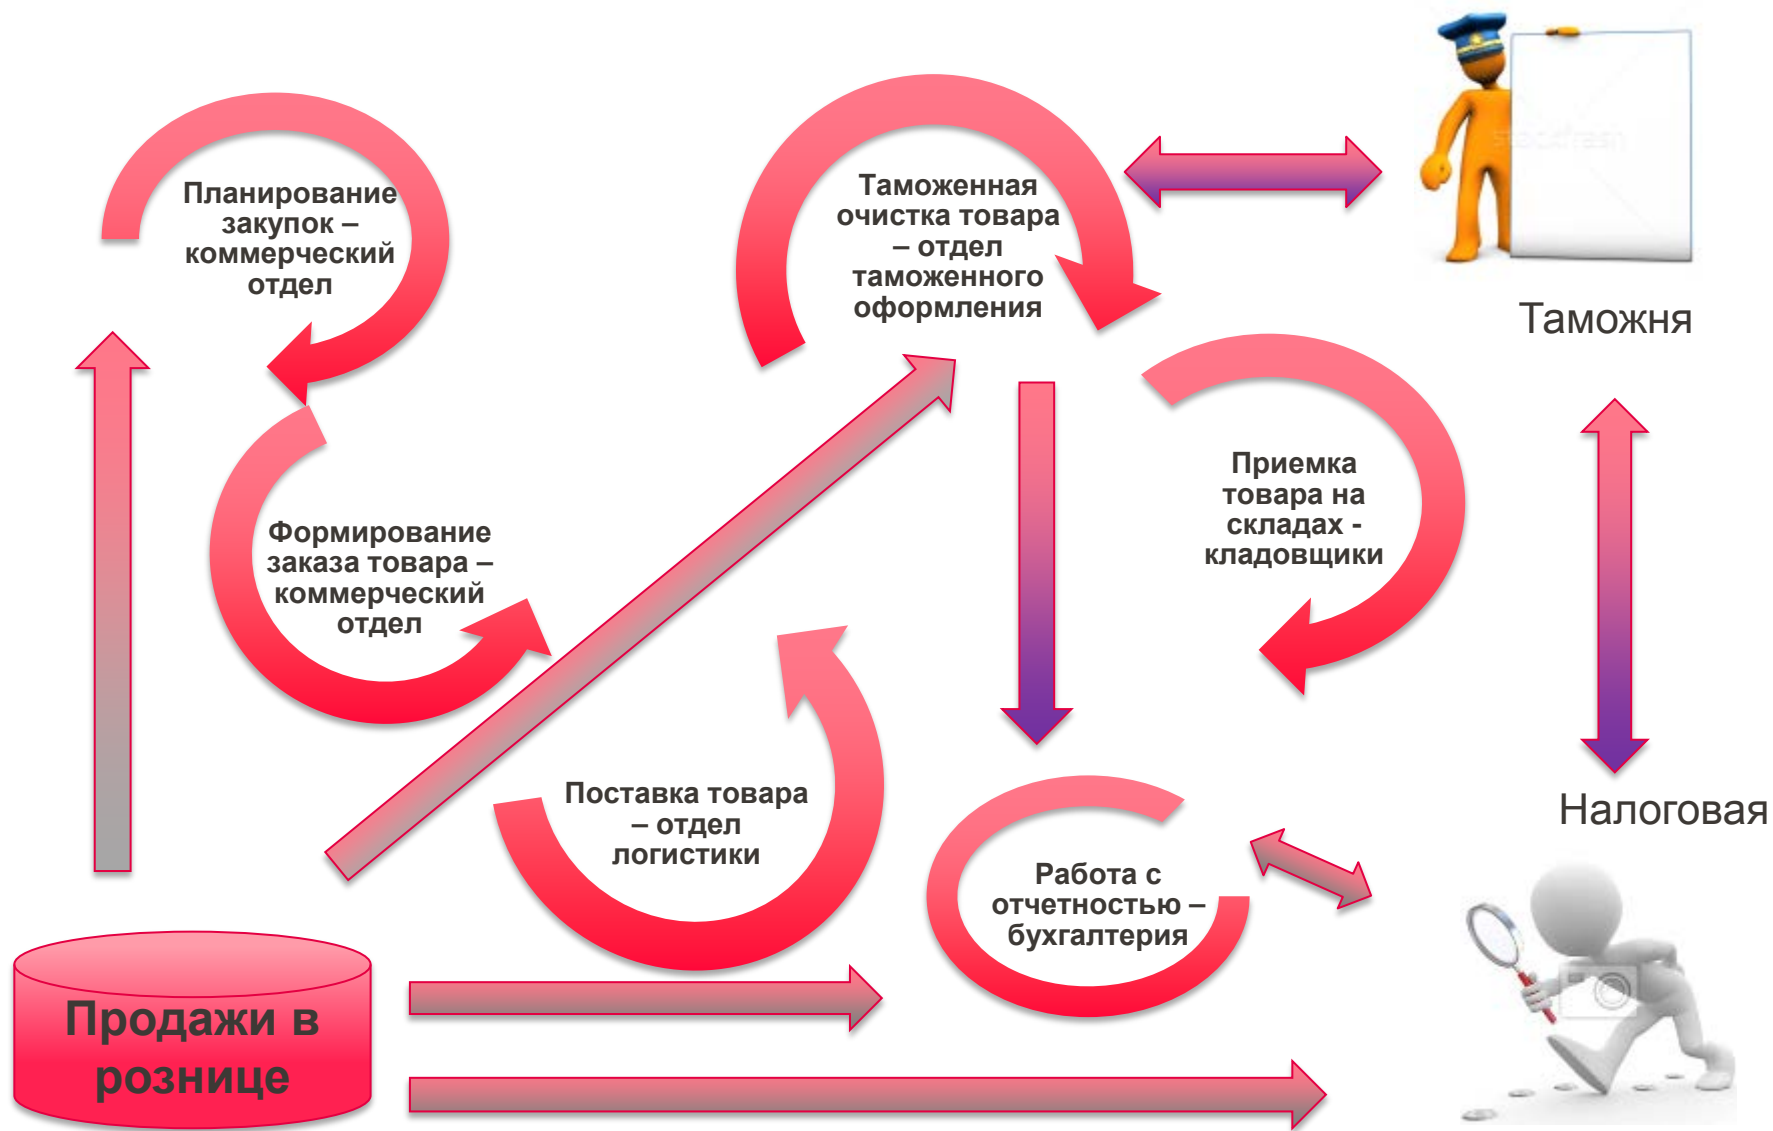 Планирование
закупок –
коммерческий
отдел
Таможенная
очистка товара
– отдел
таможенного
оформления
stockfresh
Таможня
Формирование
заказа товара –
коммерческий
отдел
Приемка
товара на
складах -
кладовщики
Поставка товара
– отдел
логистики
Работа с
отчетностью –
бухгалтерия
Налоговая
Продажи в
рознице